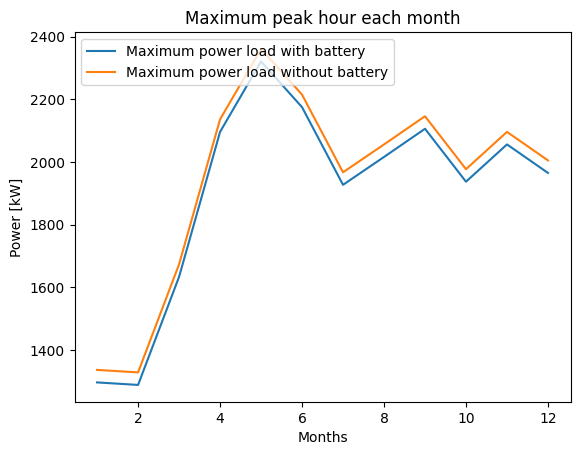 Maximum peak hour each month
Maximum power load with battery
Maximum power load without battery
Power [kW]
2400
2200
2000
1800
1600
1400
2 4 6 8 10 12
Months